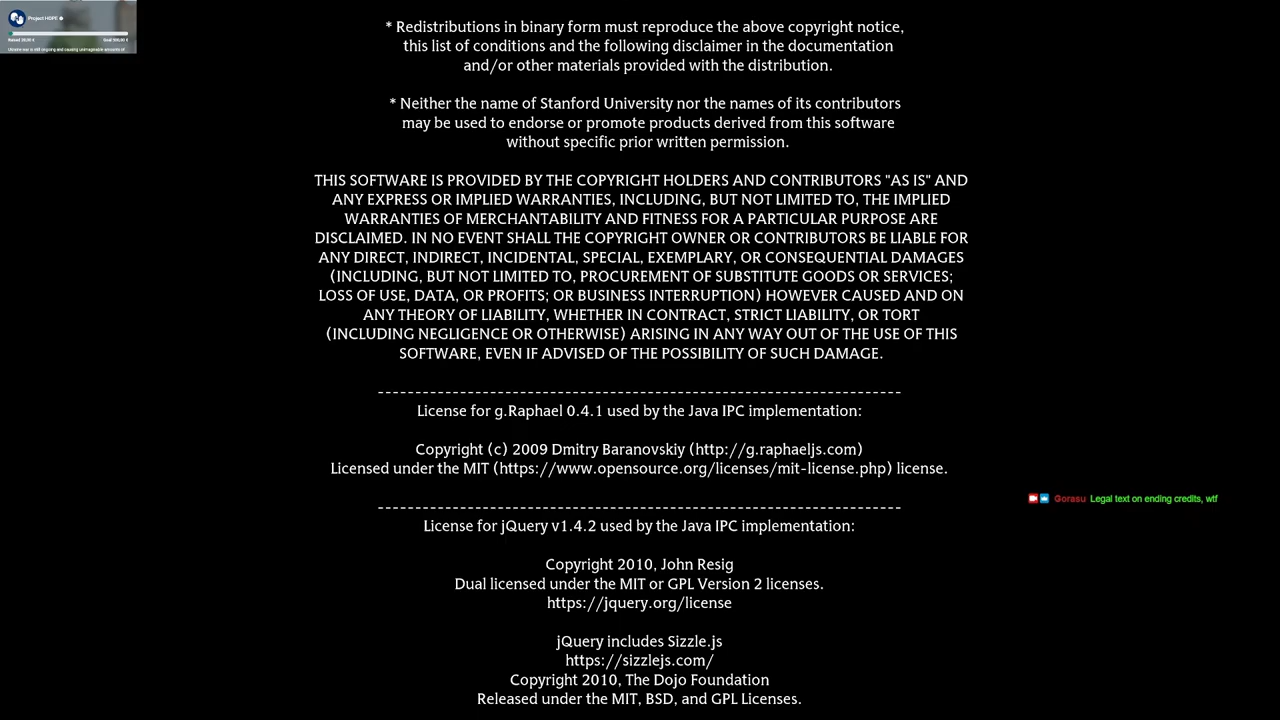 Project HOPE
* Redistributions in binary form must reproduce the above copyright notice,
this list of conditions and the following disclaimer in the documentation
and/or other materials provided with the distribution.
* Neither the name of Stanford University nor the names of its contributors
may be used to endorse or promote products derived from this software
without specific prior written permission.
THIS SOFTWARE IS PROVIDED BY THE COPYRIGHT HOLDERS AND CONTRIBUTORS "AS IS" AND
ANY EXPRESS OR IMPLIED WARRANTIES, INCLUDING, BUT NOT LIMITED TO, THE IMPLIED
WARRANTIES OF MERCHANTABILITY AND FITNESS FOR A PARTICULAR PURPOSE ARE
DISCLAIMED. IN NO EVENT SHALL THE COPYRIGHT OWNER OR CONTRIBUTORS BE LIABLE FOR
ANY DIRECT, INDIRECT, INCIDENTAL, SPECIAL, EXEMPLARY, OR CONSEQUENTIAL DAMAGES
(INCLUDING, BUT NOT LIMITED TO, PROCUREMENT OF SUBSTITUTE GOODS OR SERVICES;
LOSS OF USE, DATA, OR PROFITS; OR BUSINESS INTERRUPTION) HOWEVER CAUSED AND ON
ANY THEORY OF LIABILITY, WHETHER IN CONTRACT, STRICT LIABILITY, OR TORT
(INCLUDING NEGLIGENCE OR OTHERWISE) ARISING IN ANY WAY OUT OF THE USE OF THIS
SOFTWARE, EVEN IF ADVISED OF THE POSSIBILITY OF SUCH DAMAGE.
----------------------------------------------------------------------
License for g.Raphael 0.4.1 used by the Java IPC implementation:
Copyright (c) 2009 Dmitry Baranovskiy (http://g.raphaeljs.com)
Licensed under the MIT (https://www.opensource.org/licenses/mit-license.php) license.
Gorasu Legal text on ending credits, wtf
----------------------------------------------------------------------
License for jQuery v1.4.2 used by the Java IPC implementation:
Copyright 2010, John Resig
Dual licensed under the MIT or GPL Version 2 licenses.
https://jquery.org/license
jQuery includes Sizzle.js
https://sizzlejs.com/
Copyright 2010, The Dojo Foundation
Released under the MIT, BSD, and GPL Licenses.